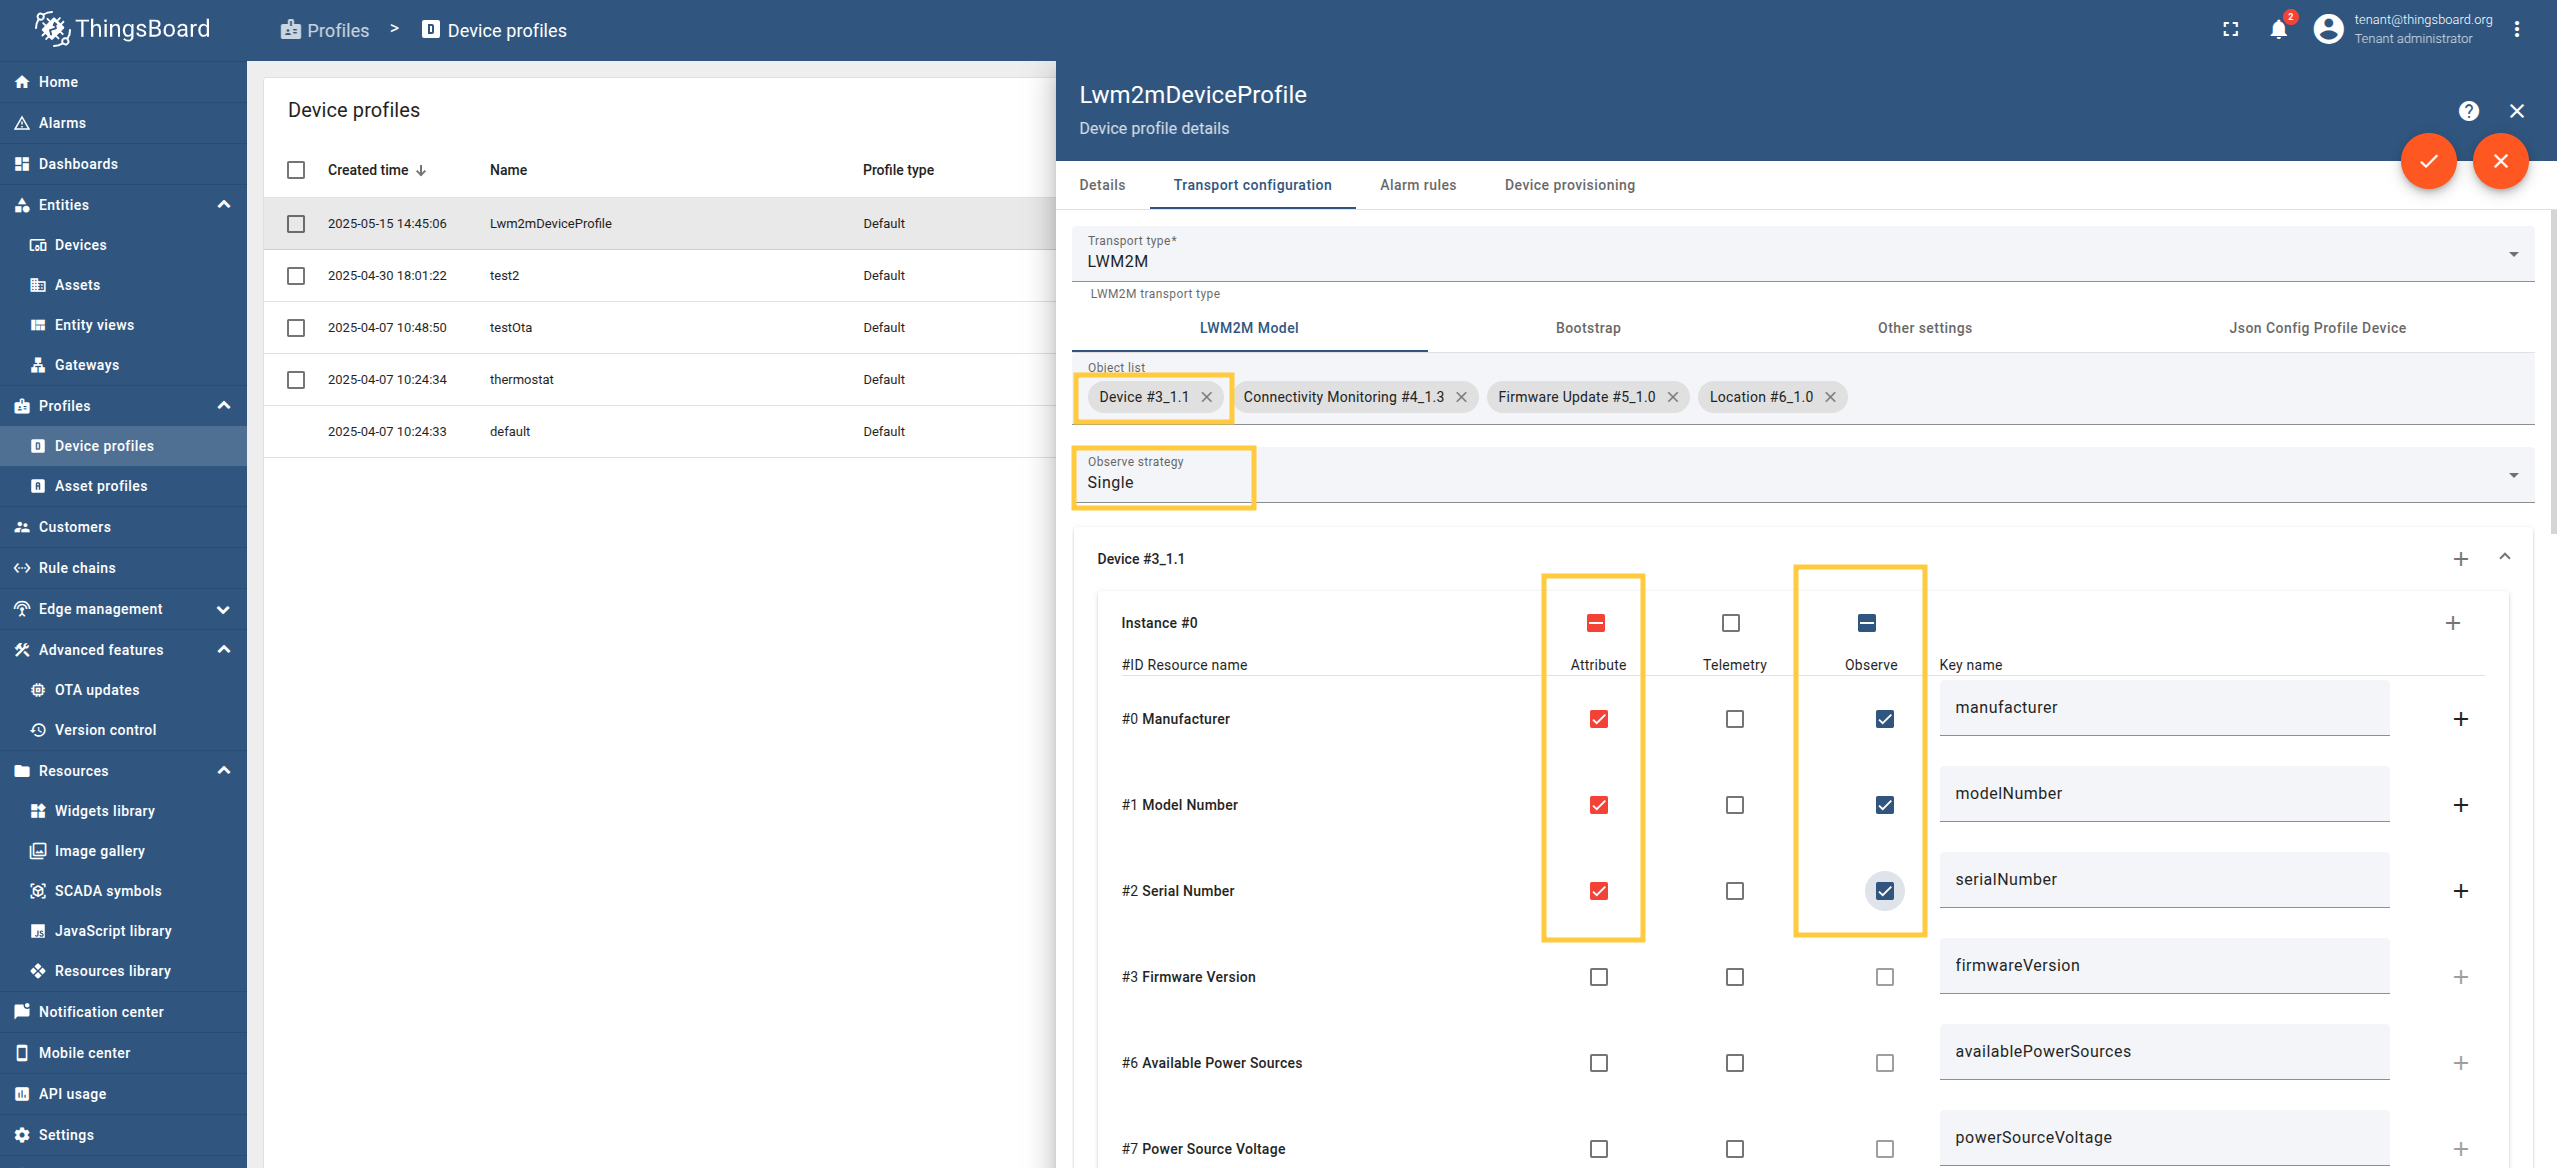 ThingsBoard
Profiles > Device profiles
2
tenant@thingsboard.org
Tenant administrator
Home
Alarms
Dashboards
Entities
Devices
Assets
Entity views
Gateways
Profiles
Device profiles
Asset profiles
Customers
Rule chains
Edge management
Advanced features
OTA updates
Version control
Resources
Widgets library
Image gallery
SCADA symbols
JavaScript library
Resources library
Notification center
Mobile center
API usage
Settings
Device profiles
Created time Name Profile type
2025-05-15 14:45:06 Lwm2mDeviceProfile Default
2025-04-30 18:01:22 test2 Default
2025-04-07 10:48:50 testOta Default
2025-04-07 10:24:34 thermostat Default
2025-04-07 10:24:33 default Default
Lwm2mDeviceProfile
Device profile details
Details Transport configuration Alarm rules Device provisioning
Transport type*
LWM2M
LWM2M transport type
LWM2M Model Bootstrap Other settings Json Config Profile Device
Object list
Device #3_1.1 Connectivity Monitoring #4_1.3 Firmware Update #5_1.0 Location #6_1.0
Observe strategy
Single
Device #3_1.1
Instance #0
#ID Resource name Attribute Telemetry Observe Key name
#0 Manufacturer manufacturer
#1 Model Number modelNumber
#2 Serial Number serialNumber
#3 Firmware Version firmwareVersion
#6 Available Power Sources availablePowerSources
#7 Power Source Voltage powerSourceVoltage